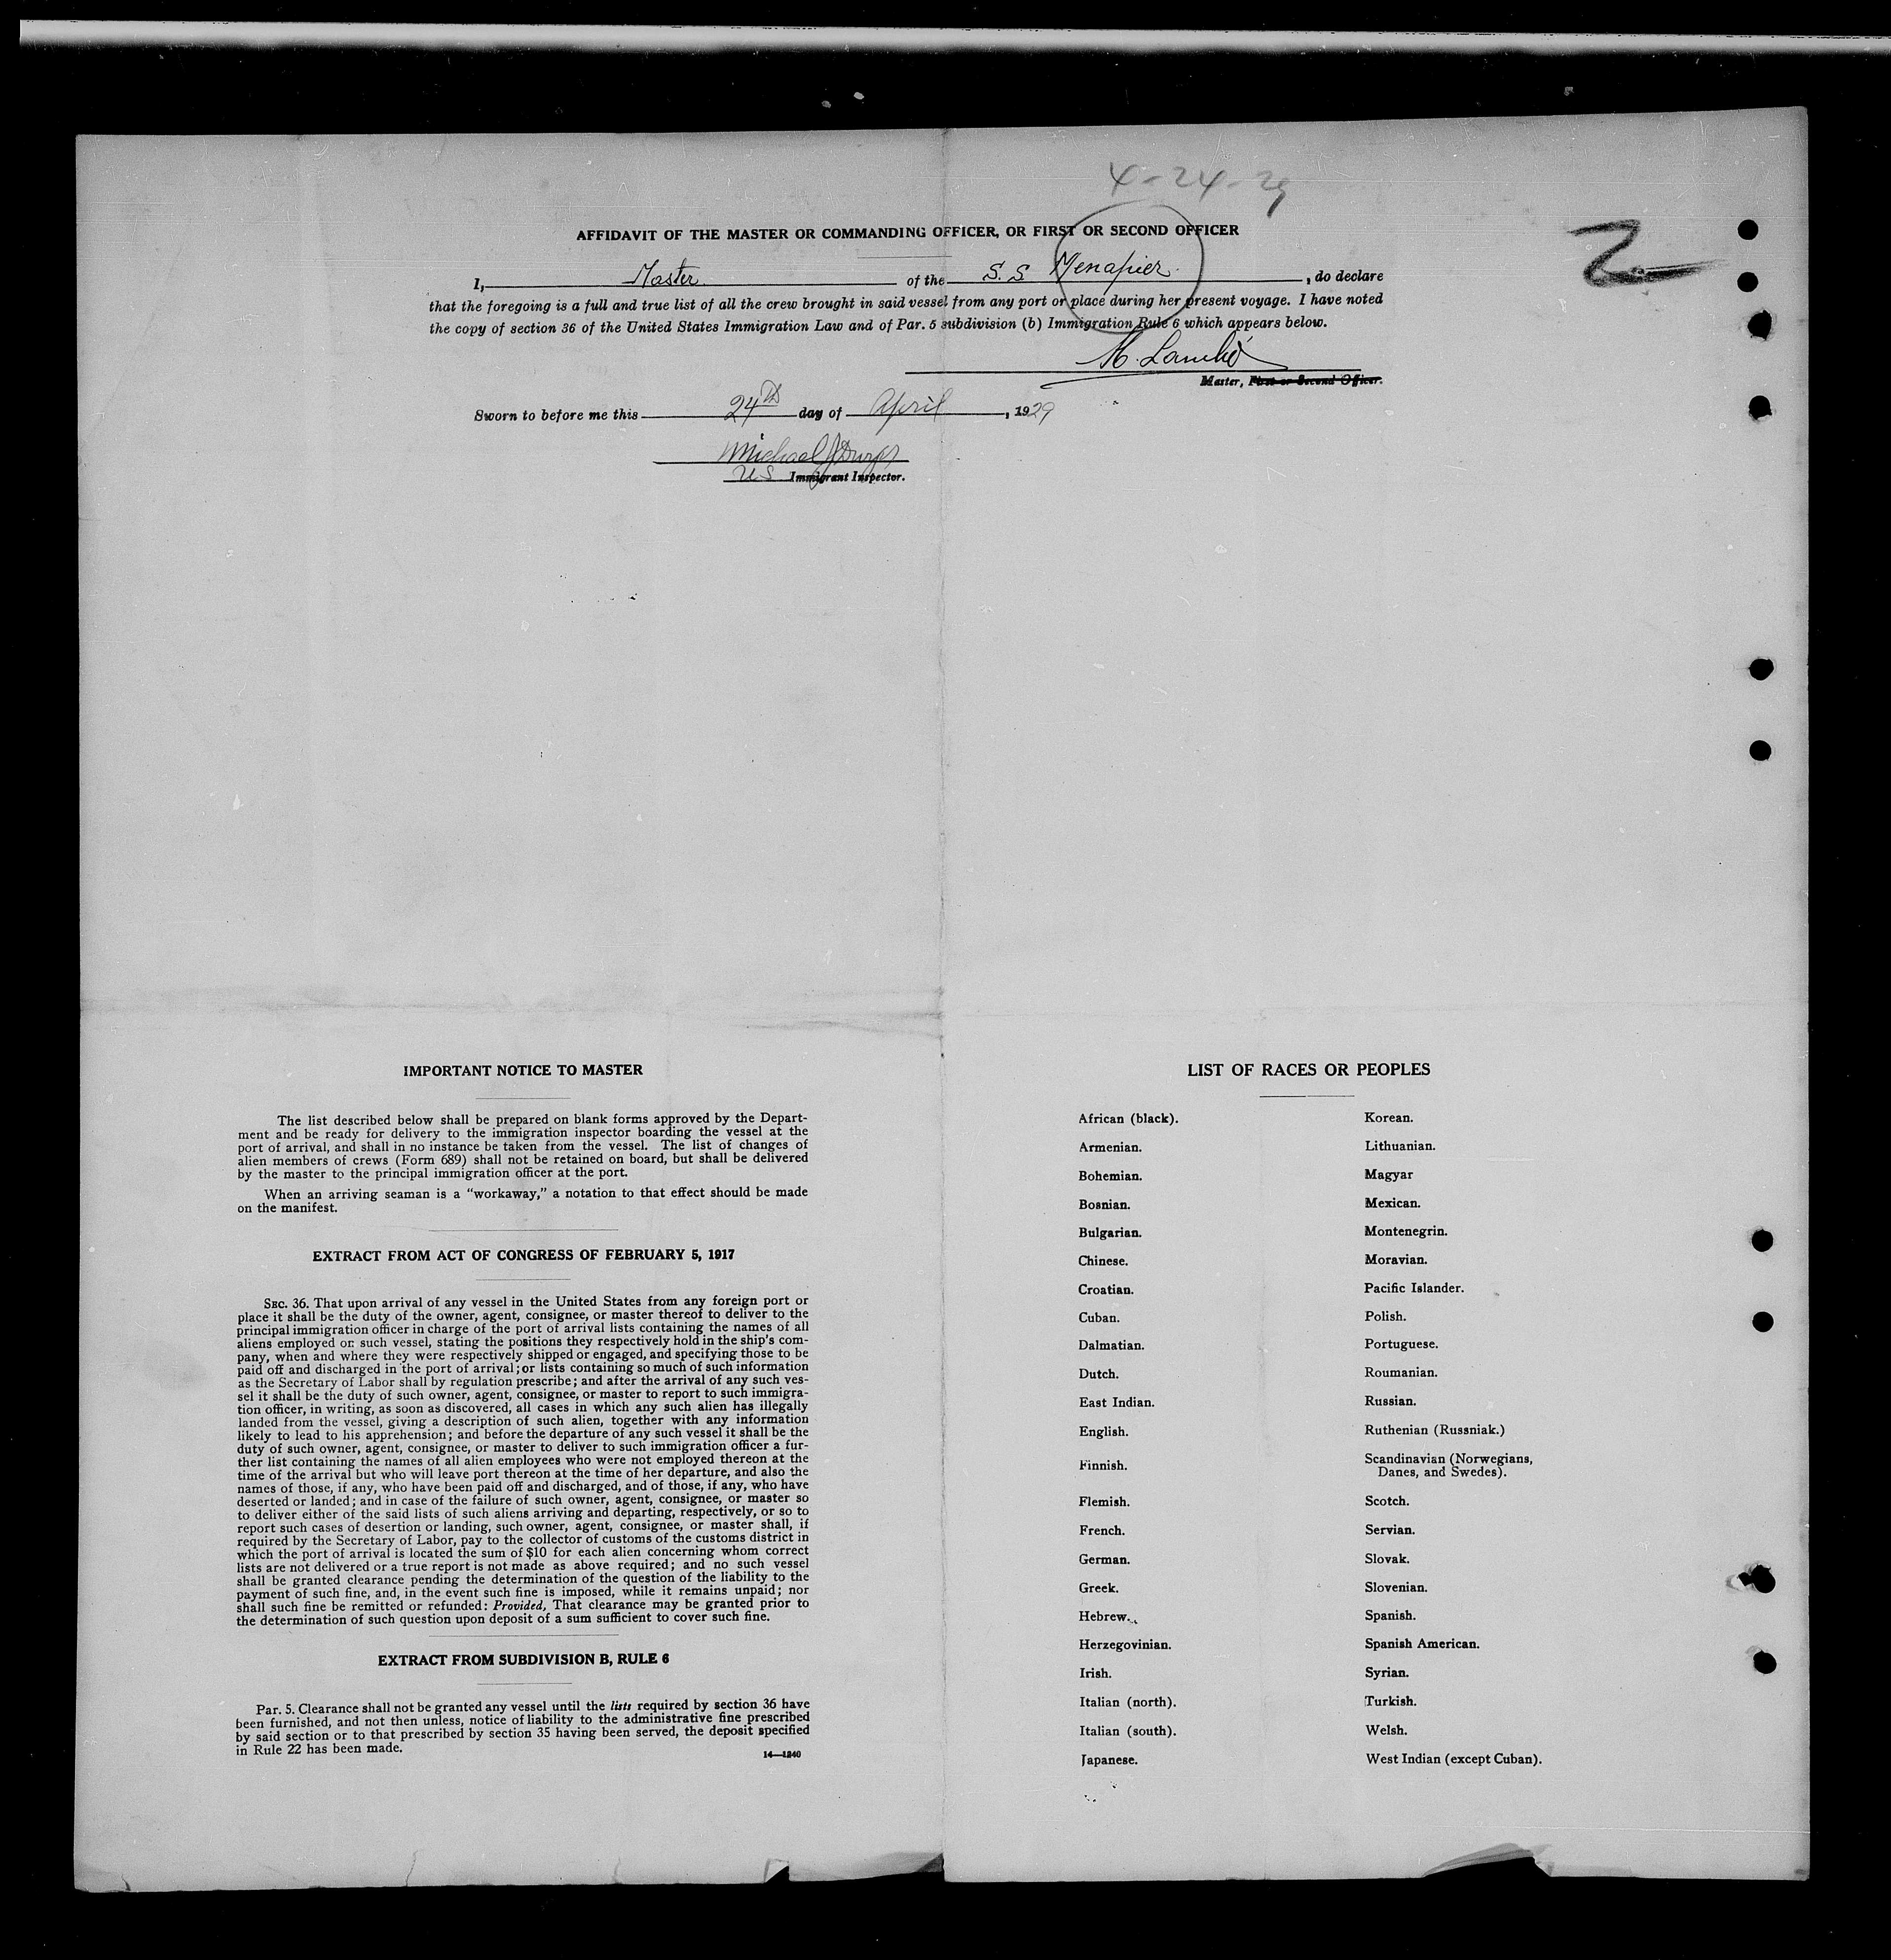 4-24-29
2
AFFIDAVIT OF THE MASTER OR COMMANDING OFFICER, OR FIRST OR SECOND OFFICER
I, Master of the S.S Menapier , do declare
that the foregoing is a full and true list of all the crew brought in said vessel from any port or place during her present voyage. I have noted
the copy of section 36 of the United States Immigration Law and of Par. 5 subdivision (b) Immigration Rule 6 which appears below.
Master, First or Second Officer.
Sworn to before me this 24th day of April, 1929
Michael J
US Immigrant Inspector.
IMPORTANT NOTICE TO MASTER
The list described below shall be prepared on blank forms approved by the Depart-
ment and be ready for delivery to the immigration inspector boarding the vessel at the
port of arrival, and shall in no instance be taken from the vessel. The list of changes of
alien members of crews (Form 689) shall not be retained on board, but shall be delivered
by the master to the principal immigration officer at the port.
When an arriving seaman is a "workaway," a notation to that effect should be made
on the manifest.
EXTRACT FROM ACT OF CONGRESS OF FEBRUARY 5, 1917
SEC. 36. That upon arrival of any vessel in the United States from any foreign port or
place it shall be the duty of the owner, agent, consignee, or master thereof to deliver to the
principal immigration officer in charge of the port of arrival lists containing the names of all
aliens employed on such vessel, stating the positions they respectively hold in the ship's com-
pany, when and where they were respectively shipped or engaged, and specifying those to be
paid off and discharged in the port of arrival; or lists containing so much of such information
as the Secretary of Labor shall by regulation prescribe; and after the arrival of any such ves-
sel it shall be the duty of such owner, agent, consignee, or master to report to such immigra-
tion officer, in writing, as soon as discovered, all cases in which any such alien has illegally
landed from the vessel, giving a description of such alien, together with any information
likely to lead to his apprehension; and before the departure of any such vessel it shall be the
duty of such owner, agent, consignee, or master to deliver to such immigration officer a fur-
ther list containing the names of all alien employees who were not employed thereon at the
time of the arrival but who will leave port thereon at the time of her departure, and also the
names of those, if any, who have been paid off and discharged, and of those, if any, who have
deserted or landed; and in case of the failure of such owner, agent, consignee, or master so
to deliver either of the said lists of such aliens arriving and departing, respectively, or so to
report such cases of desertion or landing, such owner, agent, consignee, or master shall, if
required by the Secretary of Labor, pay to the collector of customs of the customs district in
which the port of arrival is located the sum of $10 for each alien concerning whom correct
lists are not delivered or a true report is not made as above required; and no such vessel
shall be granted clearance pending the determination of the question of the liability to the
payment of such fine, and, in the event such fine is imposed, while it remains unpaid; nor
shall such fine be remitted or refunded: Provided, That clearance may be granted prior to
the determination of such question upon deposit of a sum sufficient to cover such fine.
EXTRACT FROM SUBDIVISION B, RULE 6
Par. 5. Clearance shall not be granted any vessel until the lists required by section 36 have
been furnished, and not then unless, notice of liability to the administrative fine prescribed
by said section or to that prescribed by section 35 having been served, the deposit specified
in Rule 22 has been made.
14—1240
LIST OF RACES OR PEOPLES
African (black).
Armenian.
Bohemian.
Bosnian.
Bulgarian.
Chinese.
Croatian.
Cuban.
Dalmatian.
Dutch.
East Indian.
English.
Finnish.
Flemish.
French.
German.
Greek.
Hebrew.
Herzegovinian.
Irish.
Italian (north).
Italian (south).
Japanese.
Korean.
Lithuanian.
Magyar
Mexican.
Montenegrin.
Moravian.
Pacific Islander.
Polish.
Portuguese.
Roumanian.
Russian.
Ruthenian (Russniak.)
Scandinavian (Norwegians,
Danes, and Swedes).
Scotch.
Servian.
Slovak.
Slovenian.
Spanish.
Spanish American.
Syrian.
Turkish.
Welsh.
West Indian (except Cuban).